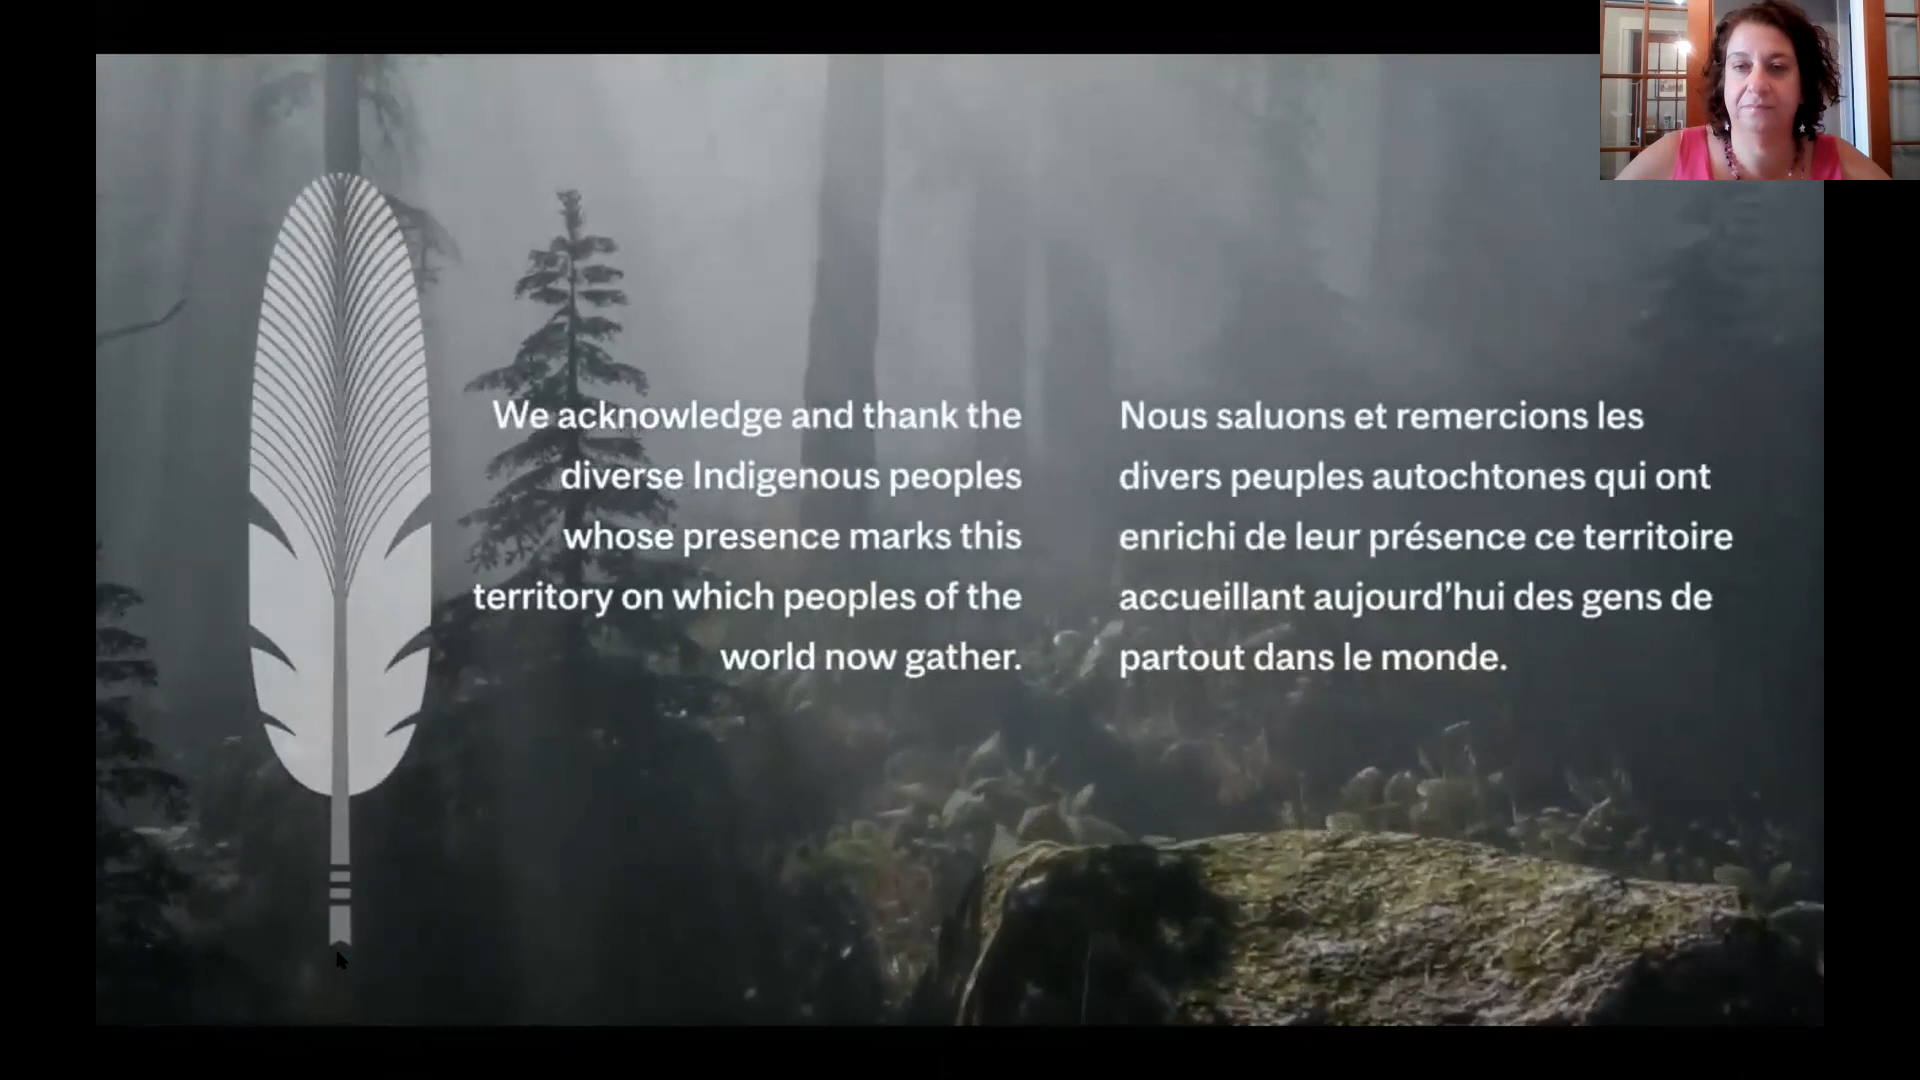 We acknowledge and thank the
diverse Indigenous peoples
whose presence marks this
territory on which peoples of the
world now gather.
Nous saluons et remercions les
divers peuples autochtones qui ont
enrichi de leur présence ce territoire
accueillant aujourd’hui des gens de
partout dans le monde.